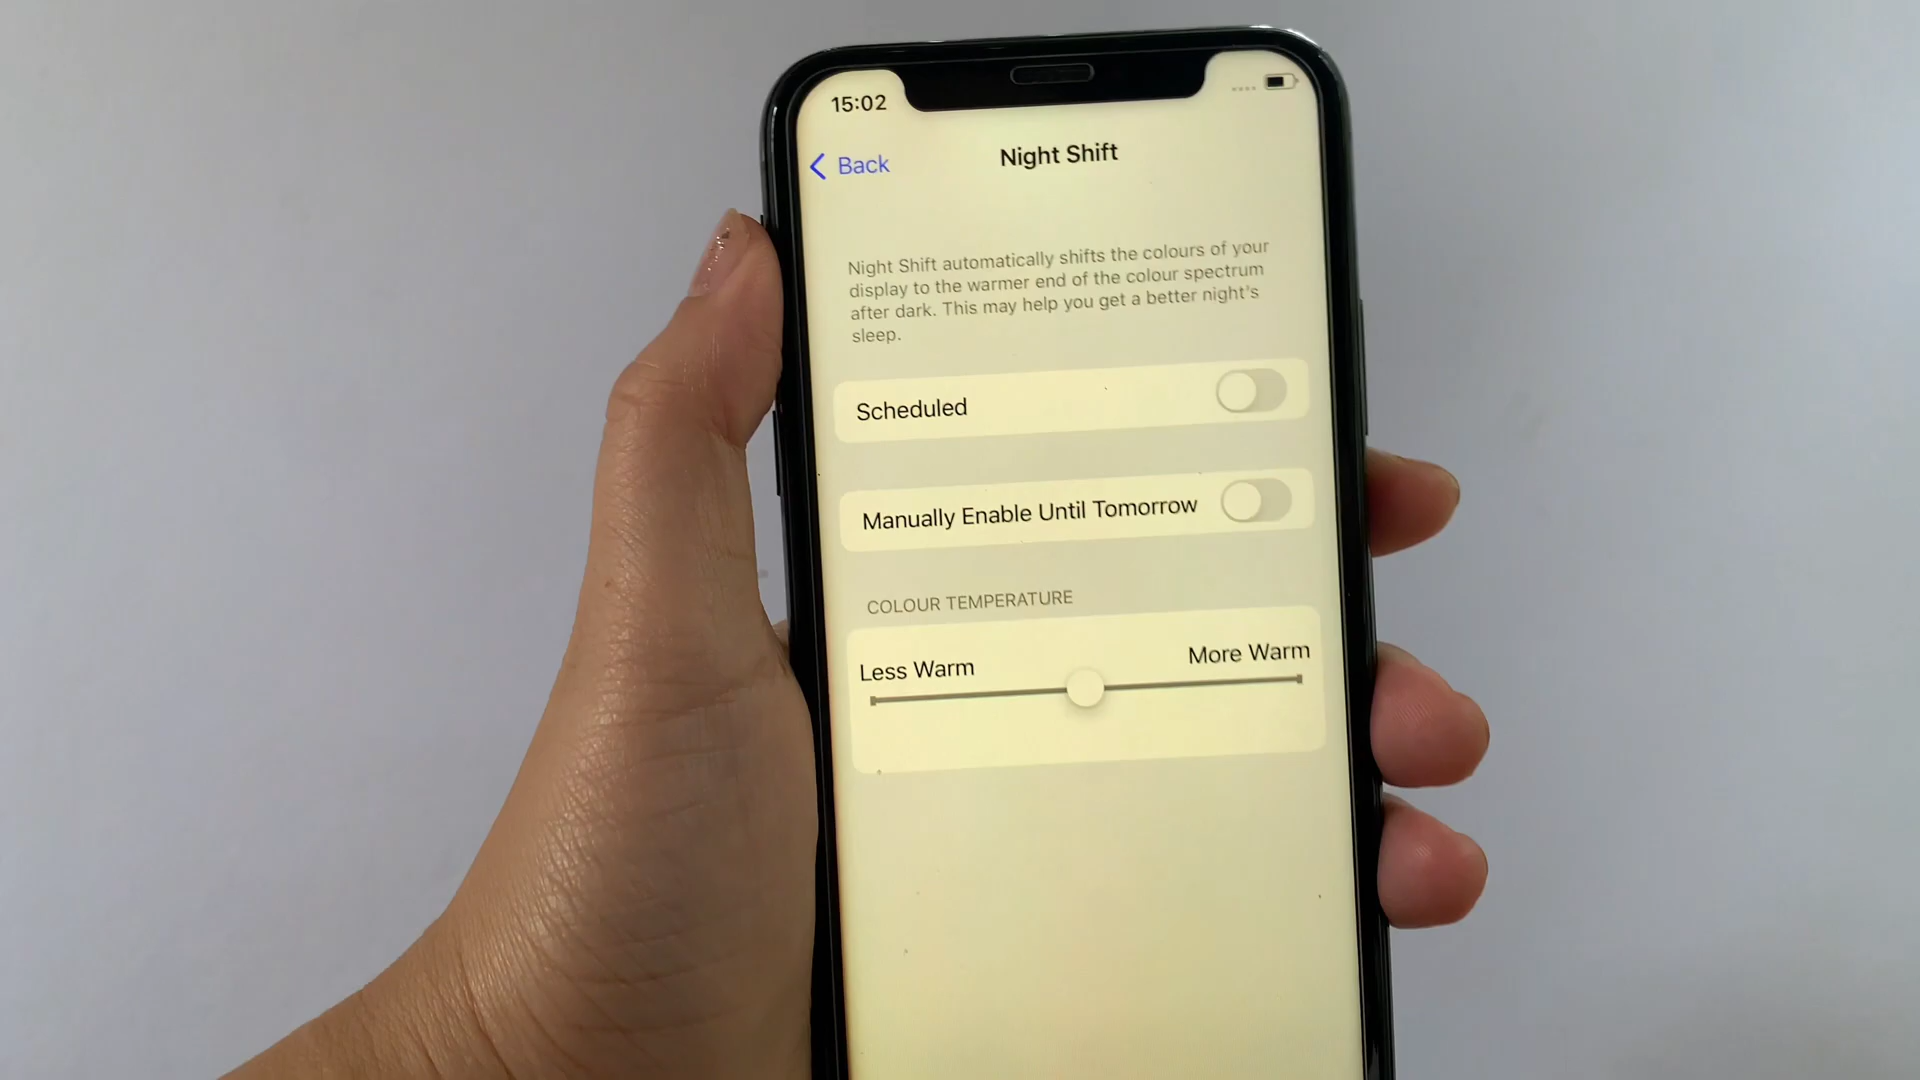 15:02
Back
Night Shift
Night Shift automatically shifts the colours of your
display to the warmer end of the colour spectrum
after dark. This may help you get a better night's
sleep.
Scheduled
Manually Enable Until Tomorrow
COLOUR TEMPERATURE
Less Warm
More Warm